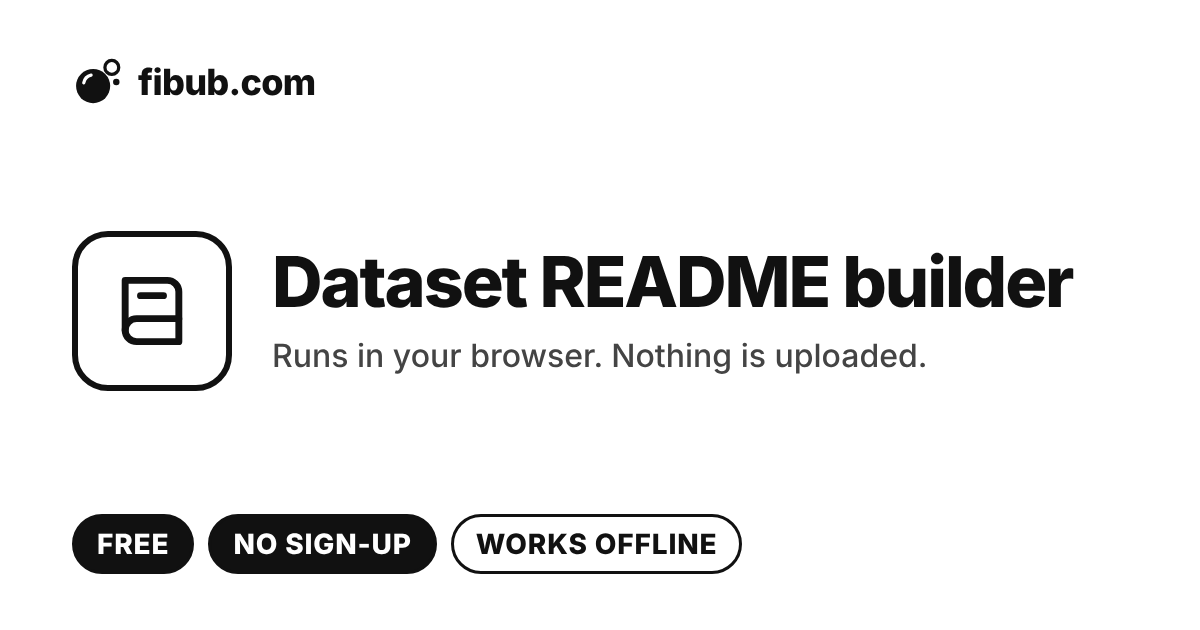 fibub.com
Dataset README builder
Runs in your browser. Nothing is uploaded.
FREE
NO SIGN-UP
WORKS OFFLINE